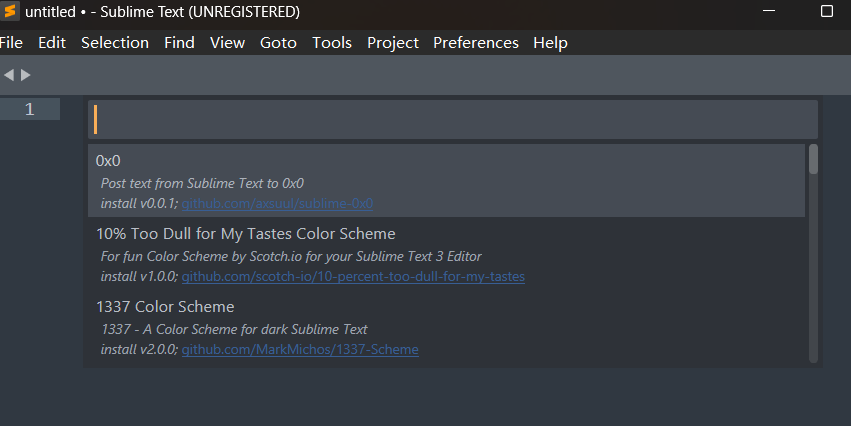 untitled • - Sublime Text (UNREGISTERED)
File Edit Selection Find View Goto Tools Project Preferences Help
1
0x0
Post text from Sublime Text to 0x0
install v0.0.1; github.com/axsuul/sublime-0x0
10% Too Dull for My Tastes Color Scheme
For fun Color Scheme by Scotch.io for your Sublime Text 3 Editor
install v1.0.0; github.com/scotch-io/10-percent-too-dull-for-my-tastes
1337 Color Scheme
1337 - A Color Scheme for dark Sublime Text
install v2.0.0; github.com/MarkMichos/1337-Scheme